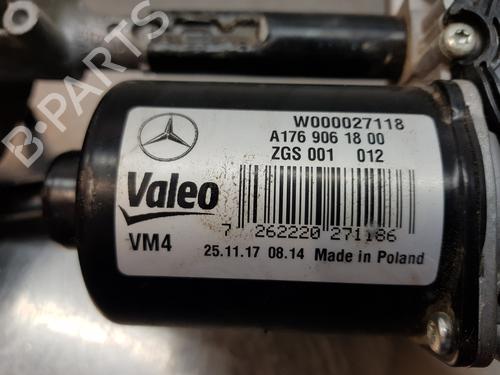 W000027118
A176 906 18 00
ZGS 001 012
Valeo
7 262220 271186
VM4
25.11.17 08.14 Made in Poland
B-PARTS